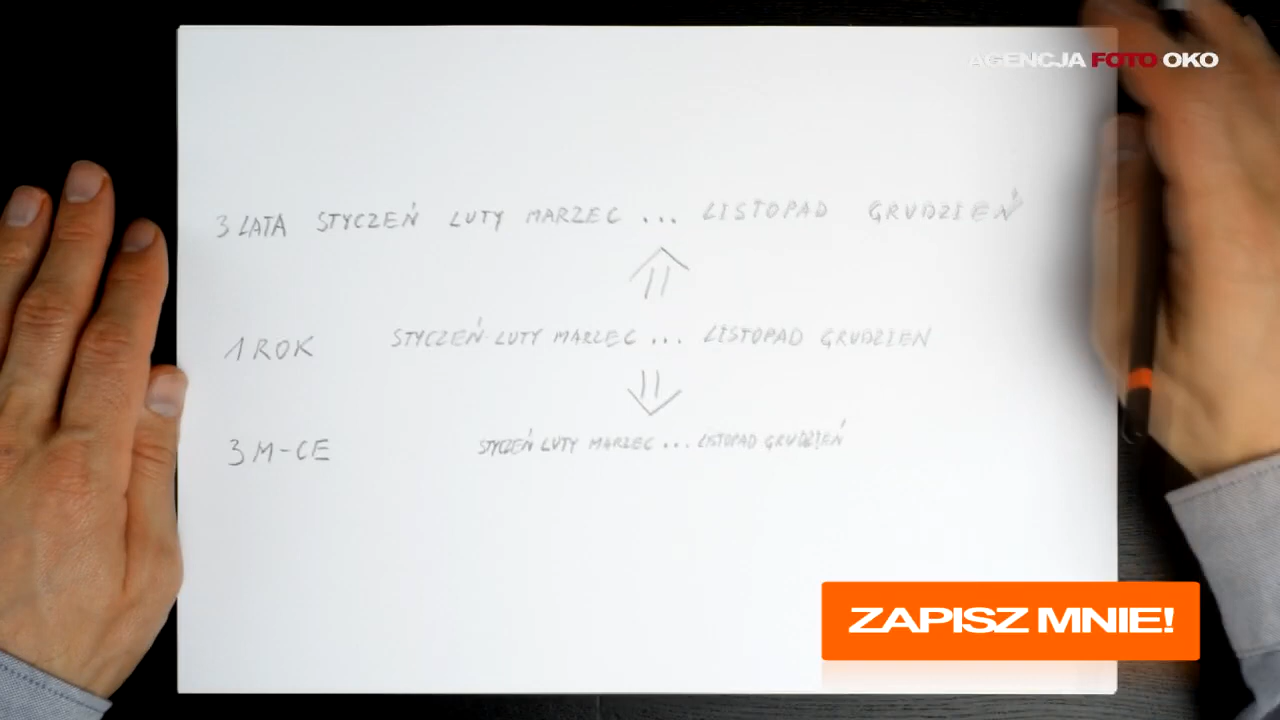 AGENCJA FOTO OKO
3 LATA STYCZEŃ LUTY MARZEC ... LISTOPAD GRUDZIEŃ
1 ROK STYCZEŃ LUTY MARZEC ... LISTOPAD GRUDZIEN
3 M-CE STYCZEŃ LUTY MARZEC ... LISTOPAD GRUDZIEŃ
ZAPISZ MNIE!